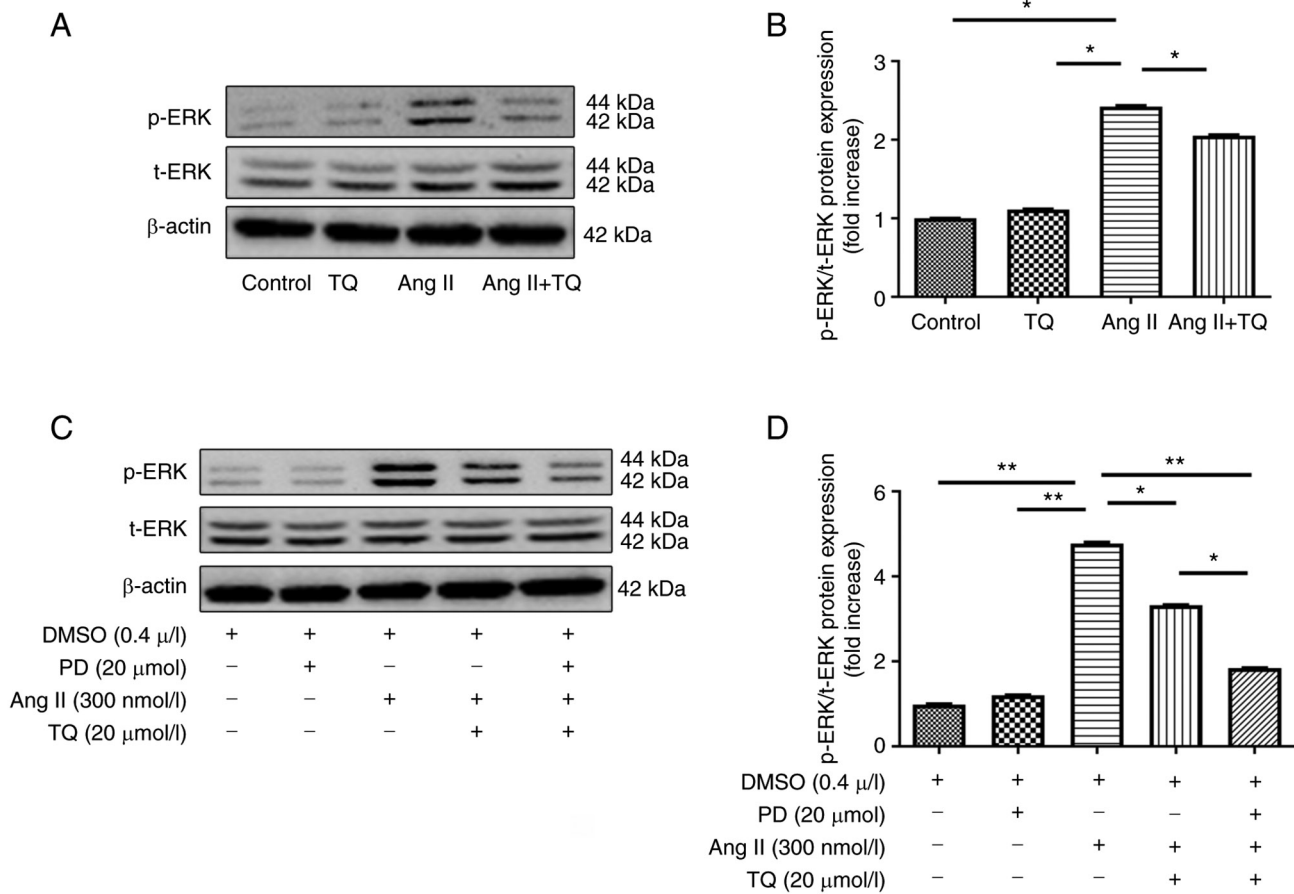 A
p-ERK
44 kDa
42 kDa
t-ERK
44 kDa
42 kDa
β-actin
42 kDa
Control TQ Ang II Ang II+TQ
B
*
* *
p-ERK/t-ERK protein expression
(fold increase)
3
2
1
0
Control TQ Ang II Ang II+TQ
C
p-ERK
44 kDa
42 kDa
t-ERK
44 kDa
42 kDa
β-actin
42 kDa
DMSO (0.4 μ/l) + + + + +
PD (20 μmol) − + − − +
Ang II (300 nmol/l) − − + + +
TQ (20 μmol/l) − − − + +
D
** **
** *
*
p-ERK/t-ERK protein expression
(fold increase)
6
4
2
0
DMSO (0.4 μ/l) + + + + +
PD (20 μmol) − + − − +
Ang II (300 nmol/l) − − + + +
TQ (20 μmol/l) − − − + +